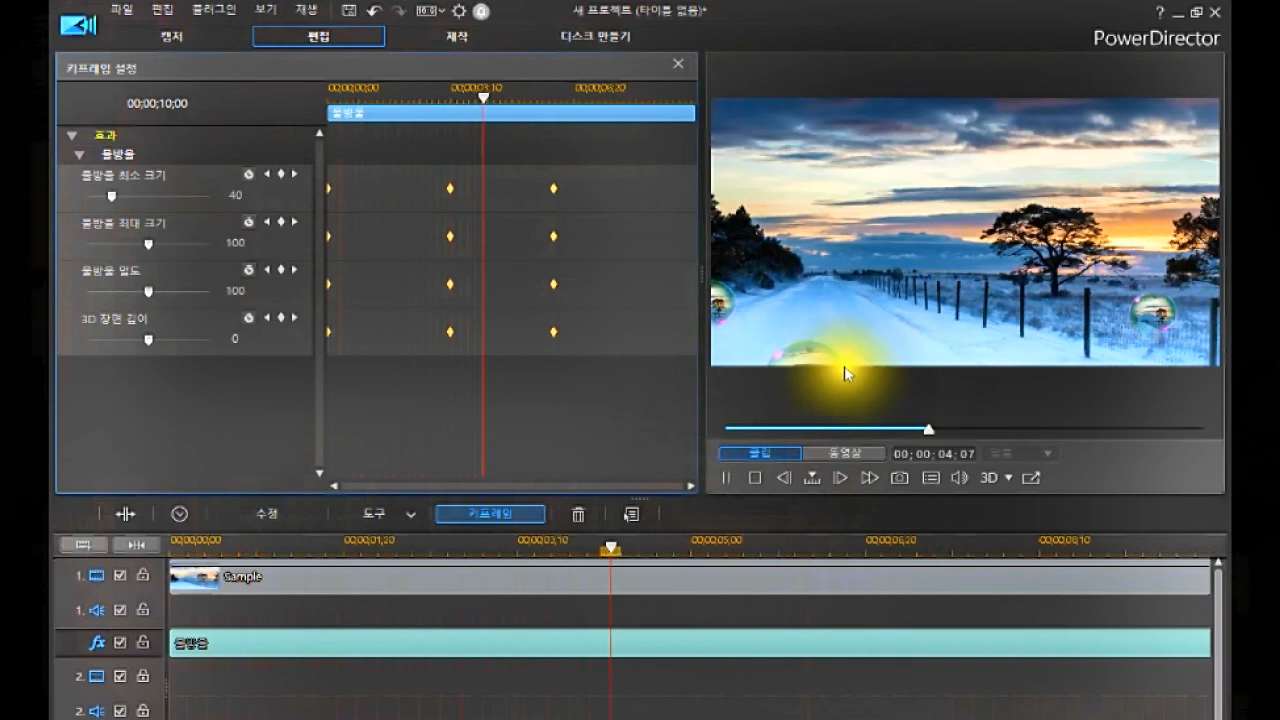 파일 편집 플러그인 보기 재생
16:9
새 프로젝트 (타이틀 없음)*
?
캡처 편집 제작 디스크 만들기
PowerDirector
키프레임 설정
00;00;10;00
00;00;00;00 00;00;03;10 00;00;06;20
물방울
효과
물방울
물방울 최소 크기
40
물방울 최대 크기
100
물방울 밀도
100
3D 장면 깊이
0
클립 동영상 00; 00; 04; 07
3D
수정 도구 키프레임
00;00;00;00 00;00;01;20 00;00;03;10 00;00;05;00 00;00;06;20 00;00;08;10
1. Sample
1.
fx 물방울
2.
2.